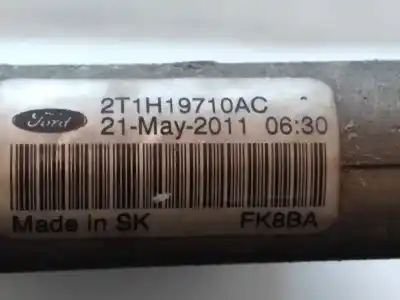 2T1H19710AC
Ford
21-May-2011 06:30
Made in SK
FK8BA